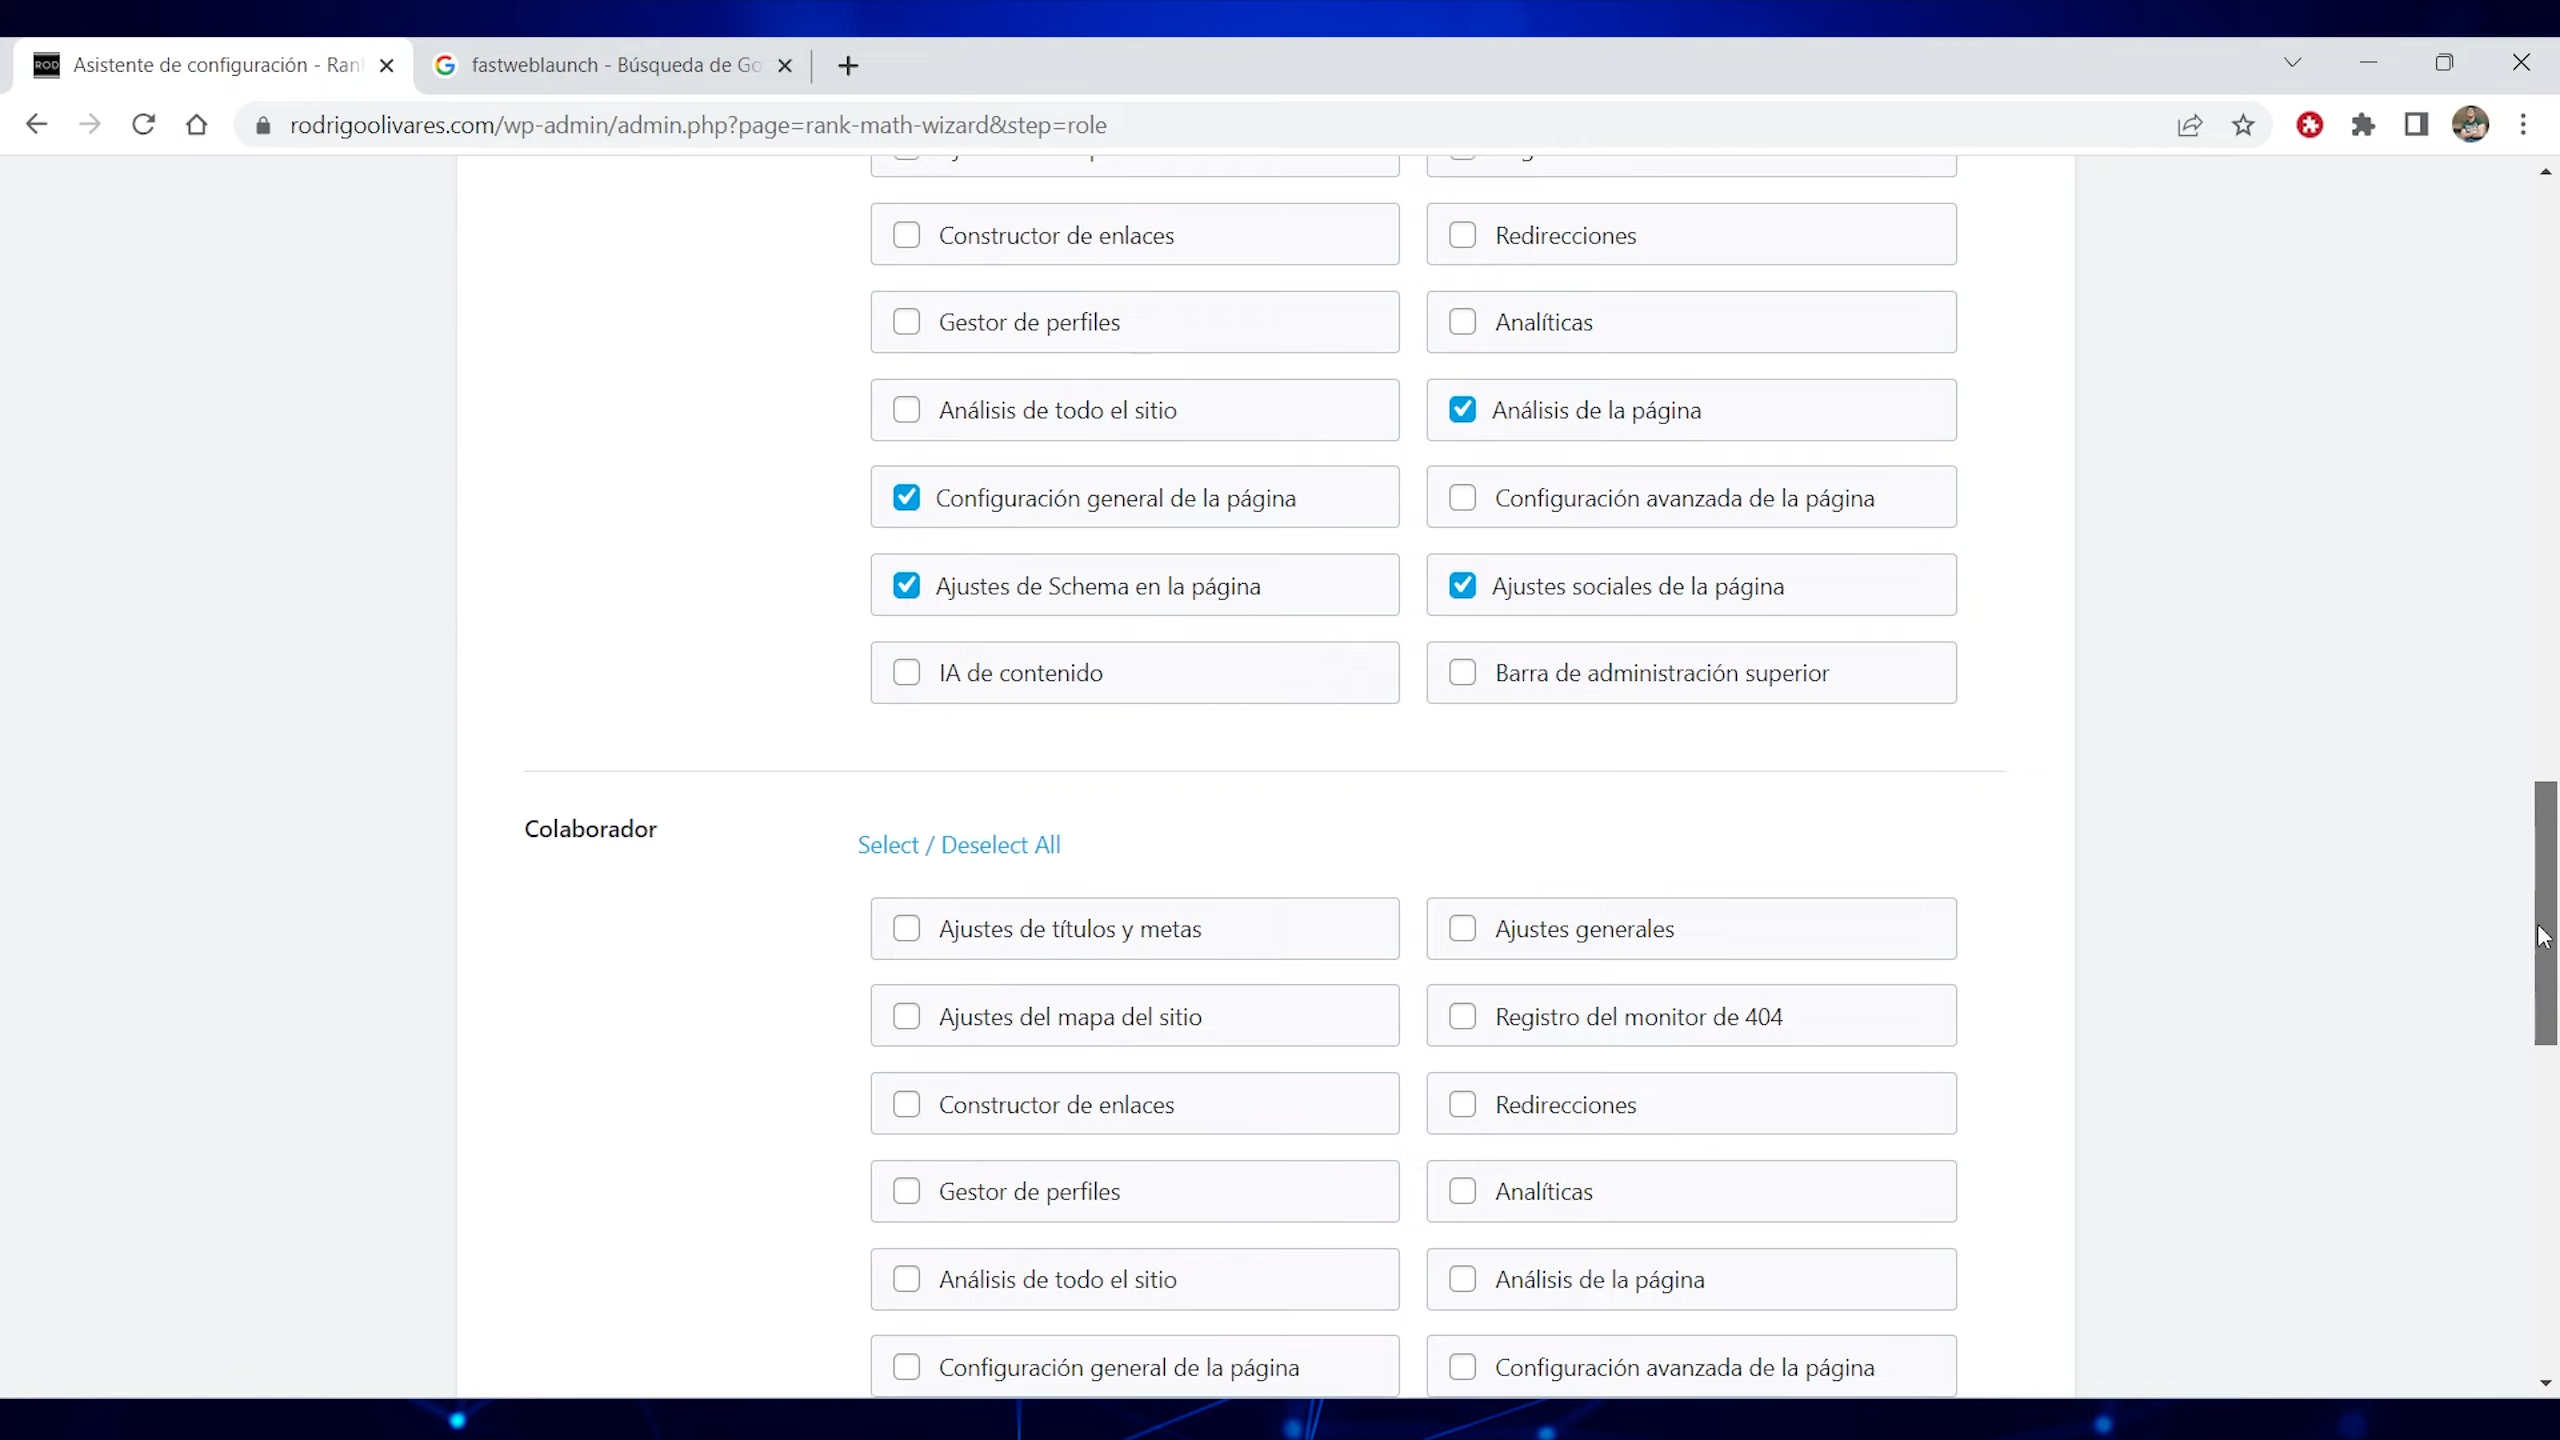 ROD Asistente de configuración - Ran
fastweblaunch - Búsqueda de Go
rodrigoolivares.com/wp-admin/admin.php?page=rank-math-wizard&step=role
Constructor de enlaces
Redirecciones
Gestor de perfiles
Analíticas
Análisis de todo el sitio
Análisis de la página
Configuración general de la página
Configuración avanzada de la página
Ajustes de Schema en la página
Ajustes sociales de la página
IA de contenido
Barra de administración superior
Colaborador
Select / Deselect All
Ajustes de títulos y metas
Ajustes generales
Ajustes del mapa del sitio
Registro del monitor de 404
Constructor de enlaces
Redirecciones
Gestor de perfiles
Analíticas
Análisis de todo el sitio
Análisis de la página
Configuración general de la página
Configuración avanzada de la página